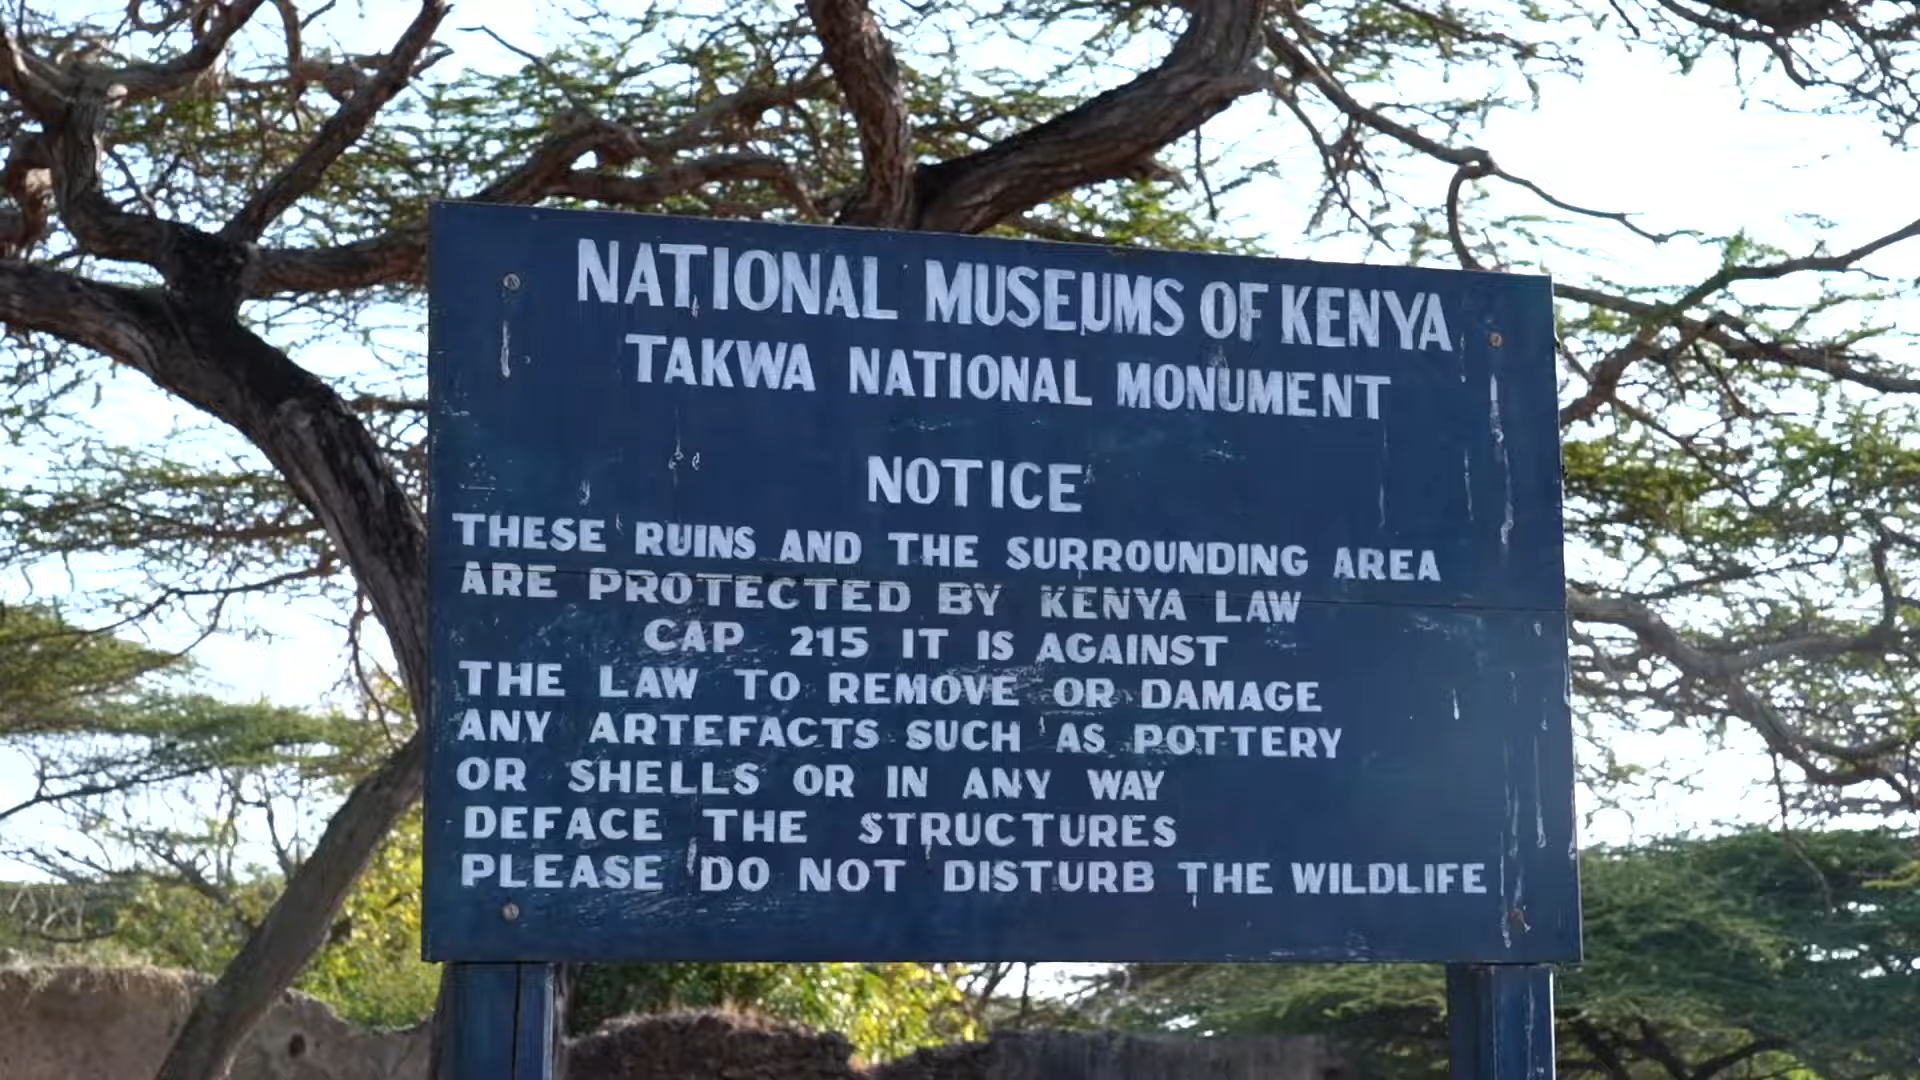 NATIONAL MUSEUMS OF KENYA
TAKWA NATIONAL MONUMENT
NOTICE
THESE RUINS AND THE SURROUNDING AREA
ARE PROTECTED BY KENYA LAW
CAP 215 IT IS AGAINST
THE LAW TO REMOVE OR DAMAGE
ANY ARTEFACTS SUCH AS POTTERY
OR SHELLS OR IN ANY WAY
DEFACE THE STRUCTURES
PLEASE DO NOT DISTURB THE WILDLIFE